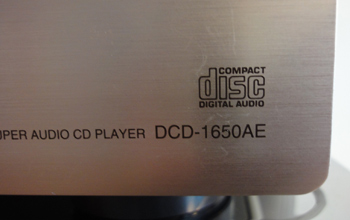 COMPACT
disc
DIGITAL AUDIO
UPER AUDIO CD PLAYER DCD-1650AE